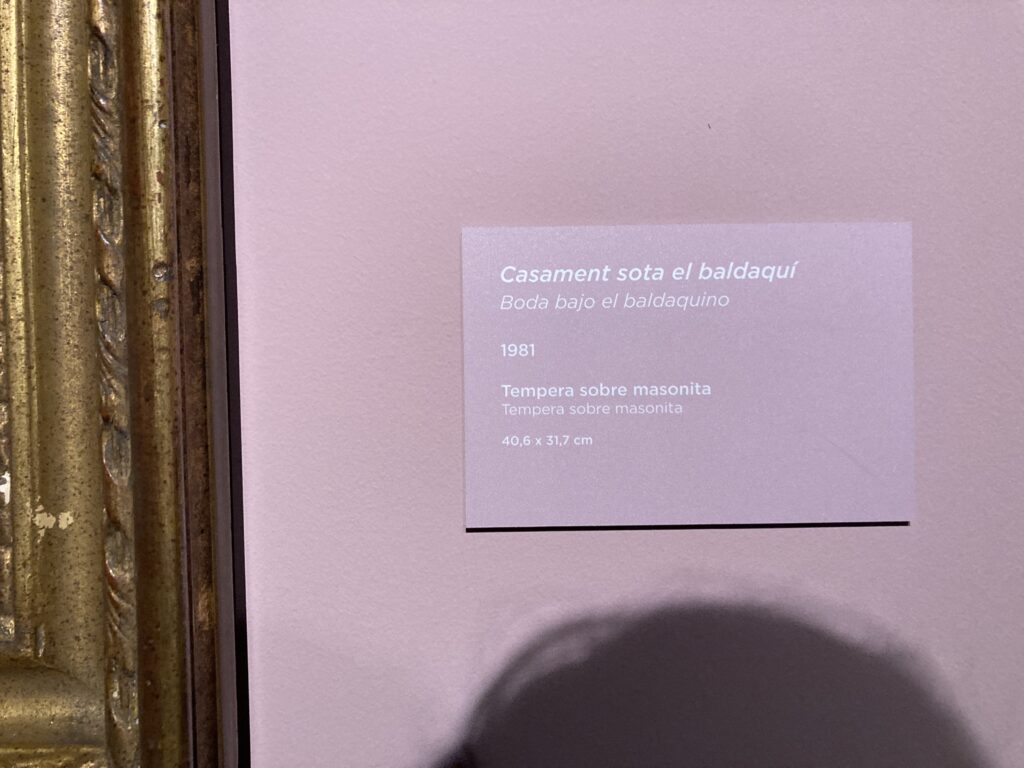 Casament sota el baldaquí
Boda bajo el baldaquino
1981
Tempera sobre masonita
Tempera sobre masonita
40,6 x 31,7 cm